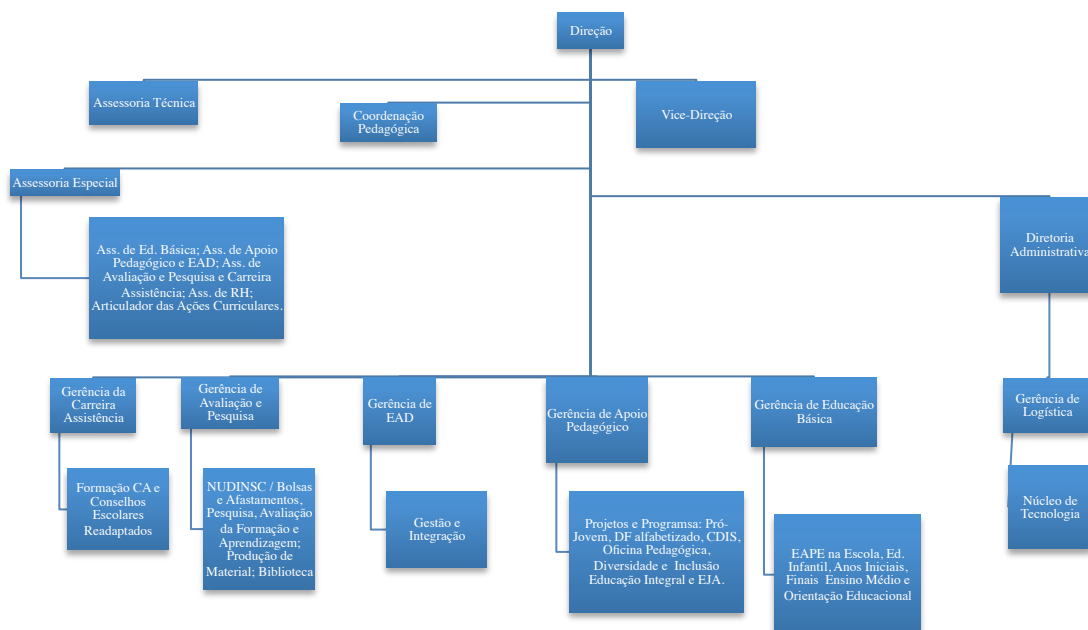 Direção
Assessoria Técnica
Coordenação
Pedagógica
Vice-Direção
Assessoria Especial
Ass. de Ed. Básica; Ass. de Apoio
Pedagógico e EAD; Ass. de
Avaliação e Pesquisa e Carreira
Assistência; Ass. de RH;
Articulador das Ações Curriculares.
Diretoria
Administrativa
Gerência da
Carreira
Assistência
Gerência de
Avaliação e
Pesquisa
Gerência de
EAD
Gerência de Apoio
Pedagógico
Gerência de Educação
Básica
Gerência de
Logística
Formação CA e
Conselhos
Escolares
Readaptados
NUDINSC / Bolsas
e Afastamentos,
Pesquisa, Avaliação
da Formação e
Aprendizagem;
Produção de
Material; Biblioteca
Gestão e
Integração
Projetos e Programsa: Pró-
Jovem, DF alfabetizado, CDIS,
Oficina Pedagógica,
Diversidade e Inclusão
Educação Integral e EJA.
EAPE na Escola, Ed.
Infantil, Anos Iniciais,
Finais Ensino Médio e
Orientação Educacional
Núcleo de
Tecnologia